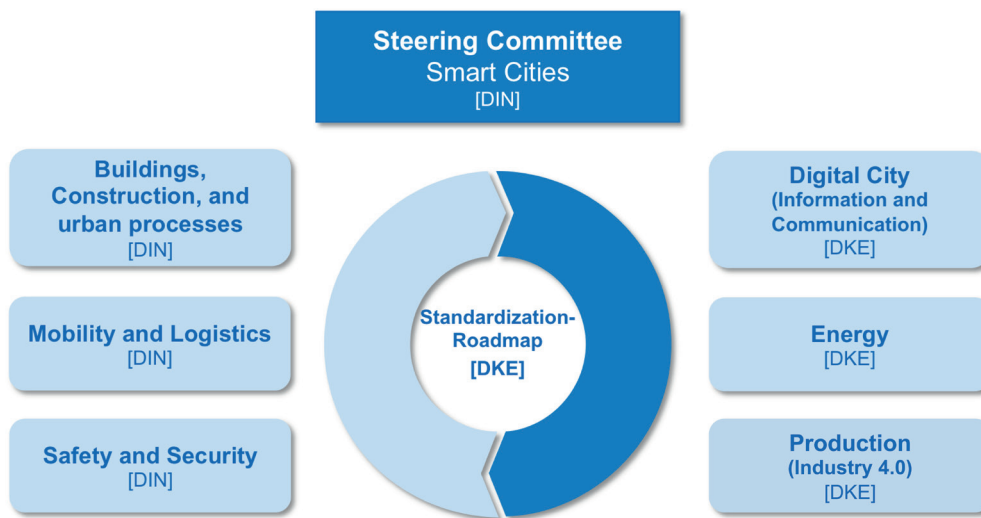 Steering Committee
Smart Cities
[DIN]
Buildings,
Construction, and
urban processes
[DIN]
Mobility and Logistics
[DIN]
Safety and Security
[DIN]
Standardization-
Roadmap
[DKE]
Digital City
(Information and
Communication)
[DKE]
Energy
[DKE]
Production
(Industry 4.0)
[DKE]